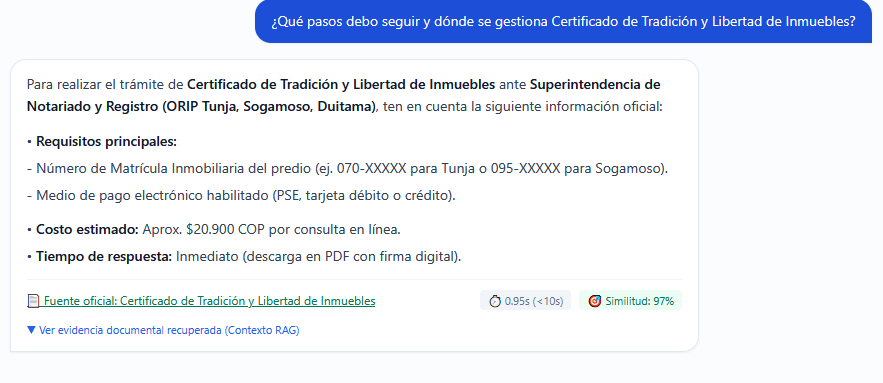 ¿Qué pasos debo seguir y dónde se gestiona Certificado de Tradición y Libertad de Inmuebles?
Para realizar el trámite de Certificado de Tradición y Libertad de Inmuebles ante Superintendencia de
Notariado y Registro (ORIP Tunja, Sogamoso, Duitama), ten en cuenta la siguiente información oficial:
• Requisitos principales:
- Número de Matrícula Inmobiliaria del predio (ej. 070-XXXXX para Tunja o 095-XXXXX para Sogamoso).
- Medio de pago electrónico habilitado (PSE, tarjeta débito o crédito).
• Costo estimado: Aprox. $20.900 COP por consulta en línea.
• Tiempo de respuesta: Inmediato (descarga en PDF con firma digital).
Fuente oficial: Certificado de Tradición y Libertad de Inmuebles 0.95s (<10s) Similitud: 97%
▼ Ver evidencia documental recuperada (Contexto RAG)